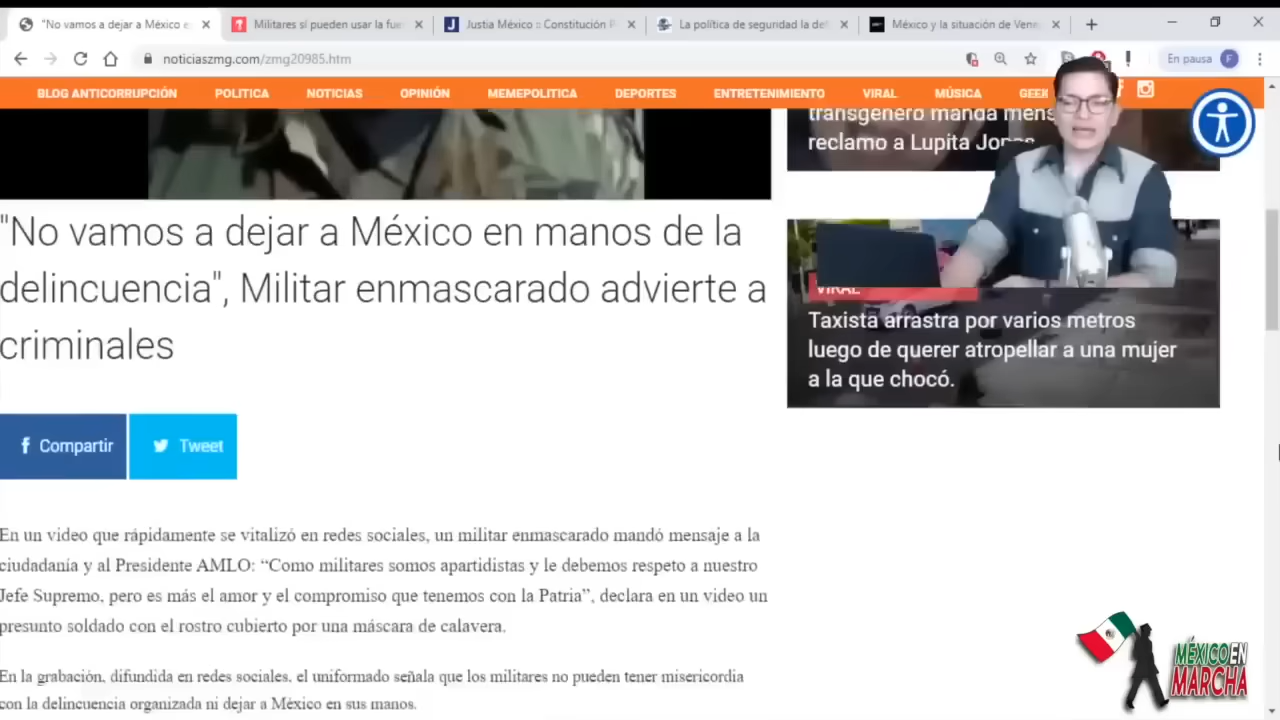 "No vamos a dejar a México e
Militares sí pueden usar la fue
Justia México :: Constitución P
La política de seguridad la de
México y la situación de Vene
noticiaszmg.com/zmg20985.htm
En pausa
F
BLOG ANTICORRUPCIÓN
POLITICA
NOTICIAS
OPINIÓN
MEMEPOLITICA
DEPORTES
ENTRETENIMIENTO
VIRAL
MÚSICA
GEEK
transgénero manda mens
reclamo a Lupita Jones
"No vamos a dejar a México en manos de la
delincuencia", Militar enmascarado advierte a
criminales
VIRAL
Taxista arrastra por varios metros
luego de querer atropellar a una mujer
a la que chocó.
f Compartir
Tweet
En un video que rápidamente se vitalizó en redes sociales, un militar enmascarado mandó mensaje a la
ciudadanía y al Presidente AMLO: “Como militares somos apartidistas y le debemos respeto a nuestro
Jefe Supremo, pero es más el amor y el compromiso que tenemos con la Patria”, declara en un video un
presunto soldado con el rostro cubierto por una máscara de calavera.
En la grabación, difundida en redes sociales, el uniformado señala que los militares no pueden tener misericordia
con la delincuencia organizada ni dejar a México en sus manos.
MÉXICO EN
MARCHA